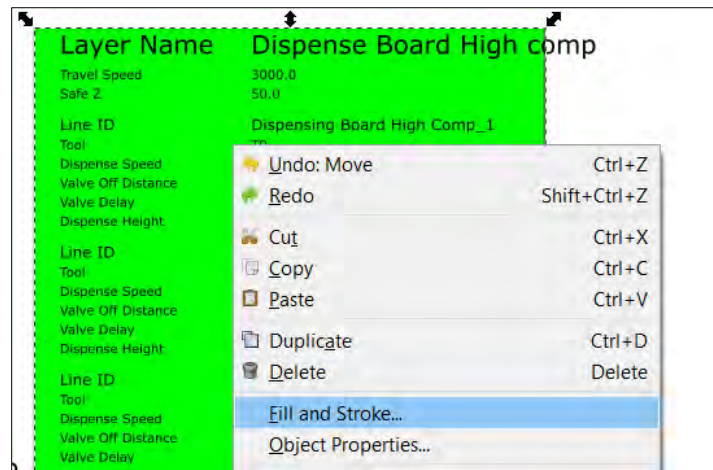 Layer Name Dispense Board High comp
Travel Speed 3000.0
Safe Z 50.0
Line ID Dispensing Board High Comp_1
Tool
Dispense Speed
Valve Off Distance
Valve Delay
Dispense Height
Line ID
Tool
Dispense Speed
Valve Off Distance
Valve Delay
Dispense Height
Line ID
Tool
Dispense Speed
Valve Off Distance
Valve Delay
Undo: Move Ctrl+Z
Redo Shift+Ctrl+Z
Cut Ctrl+X
Copy Ctrl+C
Paste Ctrl+V
Duplicate Ctrl+D
Delete Delete
Fill and Stroke...
Object Properties...